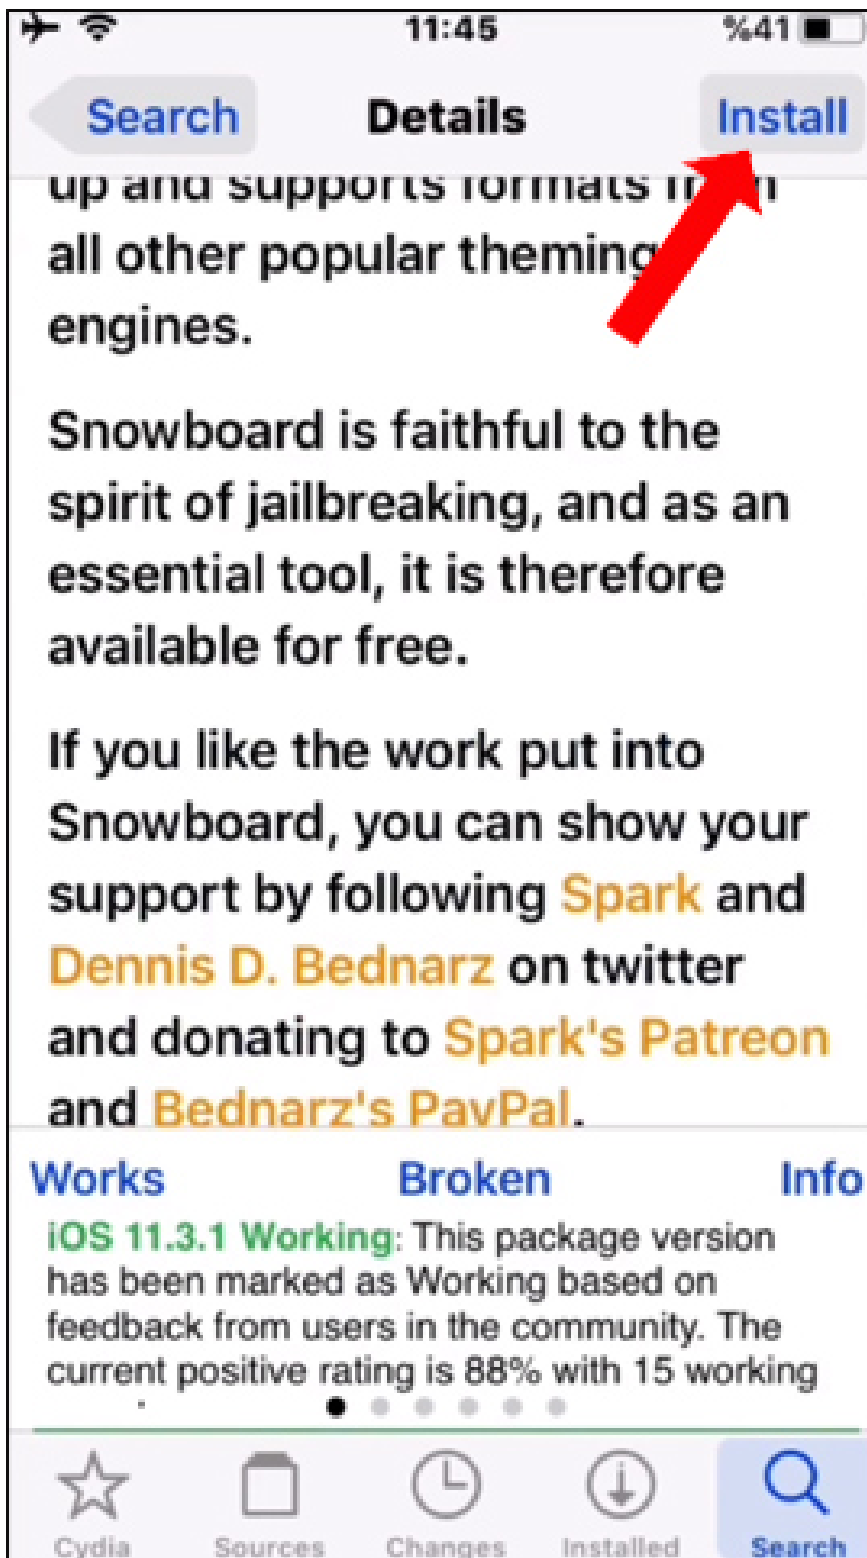 11:45
%41
Search
Details
Install
up and supports formats
all other popular theming
engines.
Snowboard is faithful to the
spirit of jailbreaking, and as an
essential tool, it is therefore
available for free.
If you like the work put into
Snowboard, you can show your
support by following Spark and
Dennis D. Bednarz on twitter
and donating to Spark's Patreon
and Bednarz's PayPal.
Works
Broken
Info
iOS 11.3.1 Working: This package version
has been marked as Working based on
feedback from users in the community. The
current positive rating is 88% with 15 working
Cydia
Sources
Changes
Installed
Search